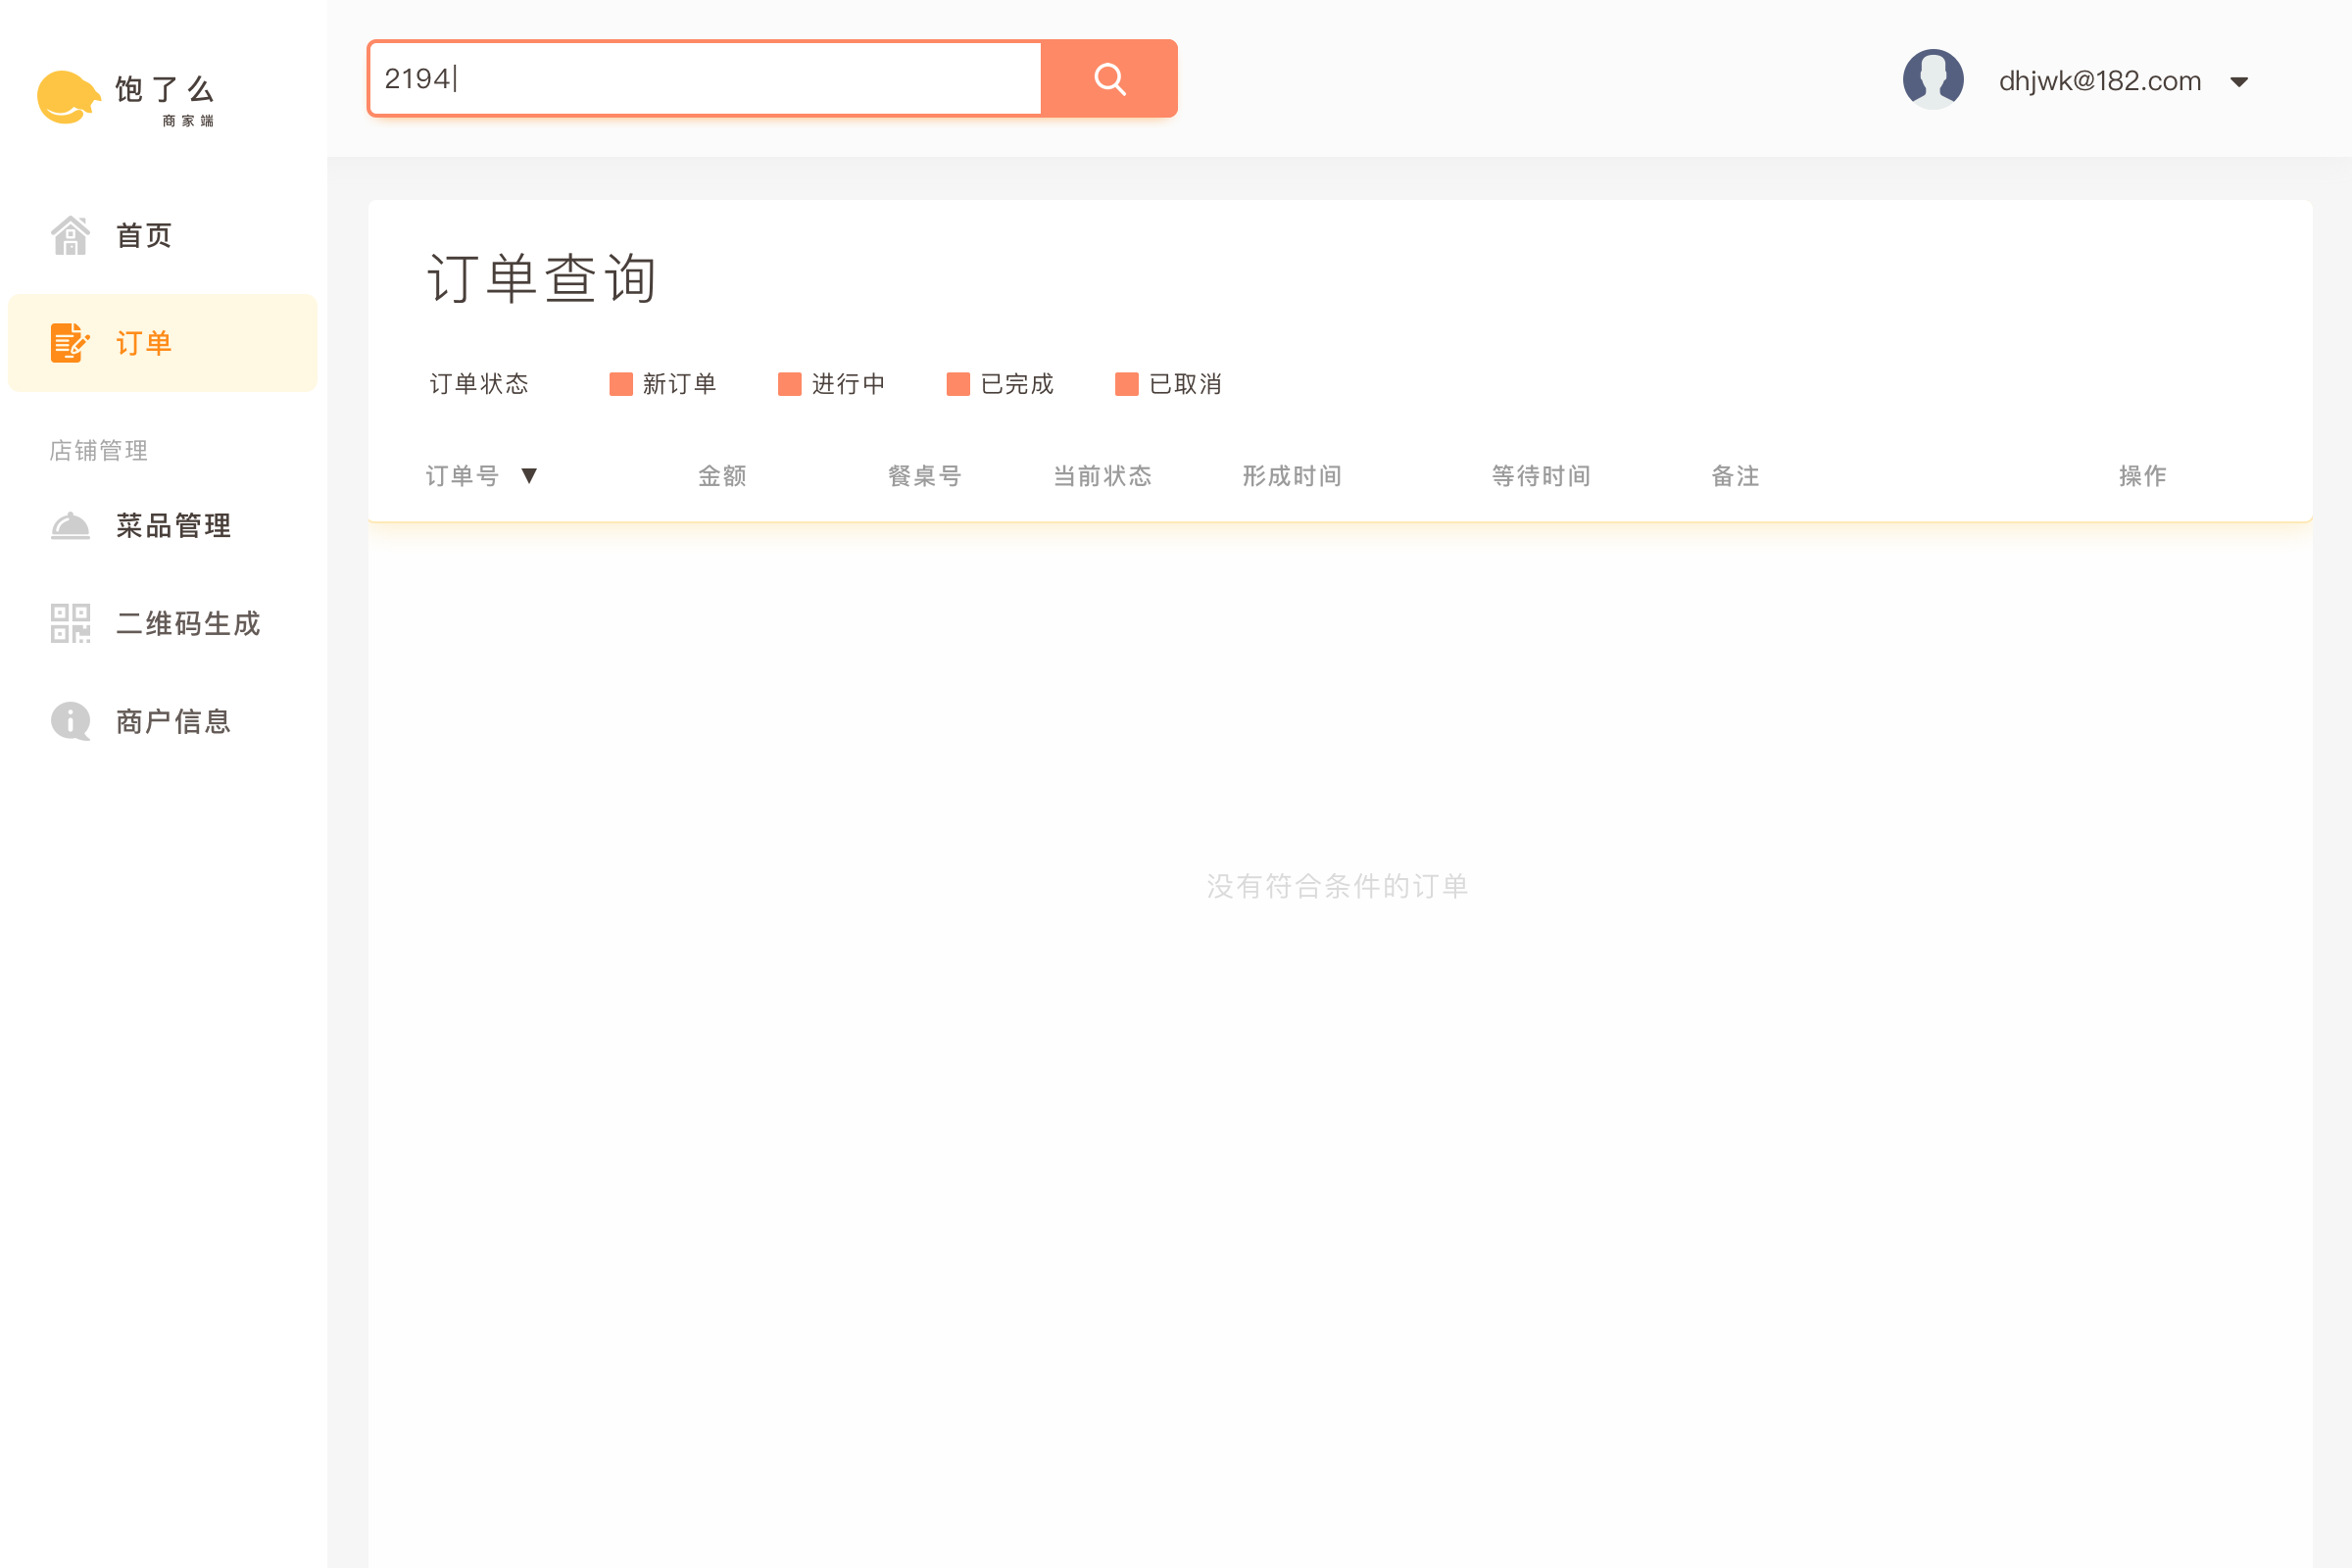 饱了么
商家端
2194
dhjwk@182.com
首页
订单
店铺管理
菜品管理
二维码生成
商户信息
订单查询
订单状态 新订单 进行中 已完成 已取消
订单号 ▼ 金额 餐桌号 当前状态 形成时间 等待时间 备注 操作
没有符合条件的订单